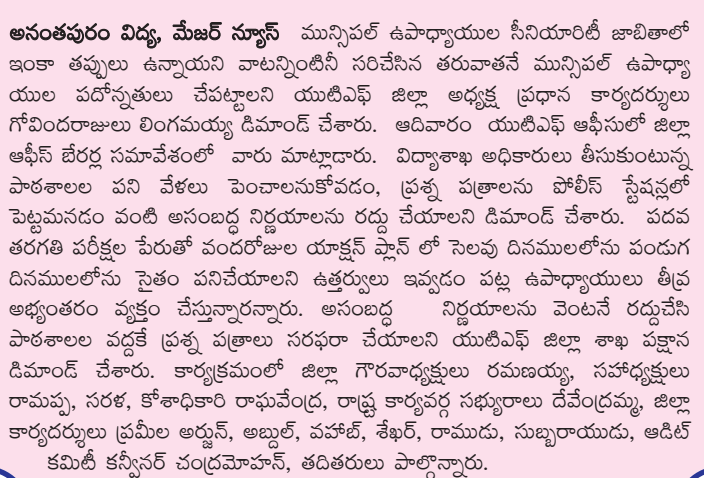 అనంతపురం విద్య, మేజర్ న్యూస్ మున్సిపల్ ఉపాధ్యాయుల సీనియారిటీ జాబితాలో
ఇంకా తప్పులు ఉన్నాయని వాటన్నింటినీ సరిచేసిన తరువాతనే మున్సిపల్ ఉపాధ్యా
యుల పదోన్నతులు చేపట్టాలని యుటిఎఫ్ జిల్లా అధ్యక్ష ప్రధాన కార్యదర్శులు
గోవిందరాజులు లింగమయ్య డిమాండ్ చేశారు. ఆదివారం యుటిఎఫ్ ఆఫీసులో జిల్లా
ఆఫీస్ బేరర్ల సమావేశంలో వారు మాట్లాడారు. విద్యాశాఖ అధికారులు తీసుకుంటున్న
పాఠశాలల పని వేళలు పెంచాలనుకోవడం, ప్రశ్న పత్రాలను పోలీస్ స్టేషన్లలో
పెట్టమనడం వంటి అసంబద్ధ నిర్ణయాలను రద్దు చేయాలని డిమాండ్ చేశారు. పదవ
తరగతి పరీక్షల పేరుతో వందరోజుల యాక్షన్ ప్లాన్ లో సెలవు దినములలోను పండుగ
దినములలోను సైతం పనిచేయాలని ఉత్తర్వులు ఇవ్వడం పట్ల ఉపాధ్యాయులు తీవ్ర
అభ్యంతరం వ్యక్తం చేస్తున్నారన్నారు. అసంబద్ధ నిర్ణయాలను వెంటనే రద్దుచేసి
పాఠశాలల వద్దకే ప్రశ్న పత్రాలు సరఫరా చేయాలని యుటిఎఫ్ జిల్లా శాఖ పక్షాన
డిమాండ్ చేశారు. కార్యక్రమంలో జిల్లా గౌరవాధ్యక్షులు రమణయ్య, సహాధ్యక్షులు
రామప్ప, సరళ, కోశాధికారి రాఘవేంద్ర, రాష్ట్ర కార్యవర్గ సభ్యురాలు దేవేంద్రమ్మ, జిల్లా
కార్యదర్శులు ప్రమీల అర్జున్, అబ్దుల్, వహాబ్, శేఖర్, రాముడు, సుబ్బరాయుడు, ఆడిట్
కమిటీ కన్వీనర్ చంద్రమోహన్, తదితరులు పాల్గొన్నారు.